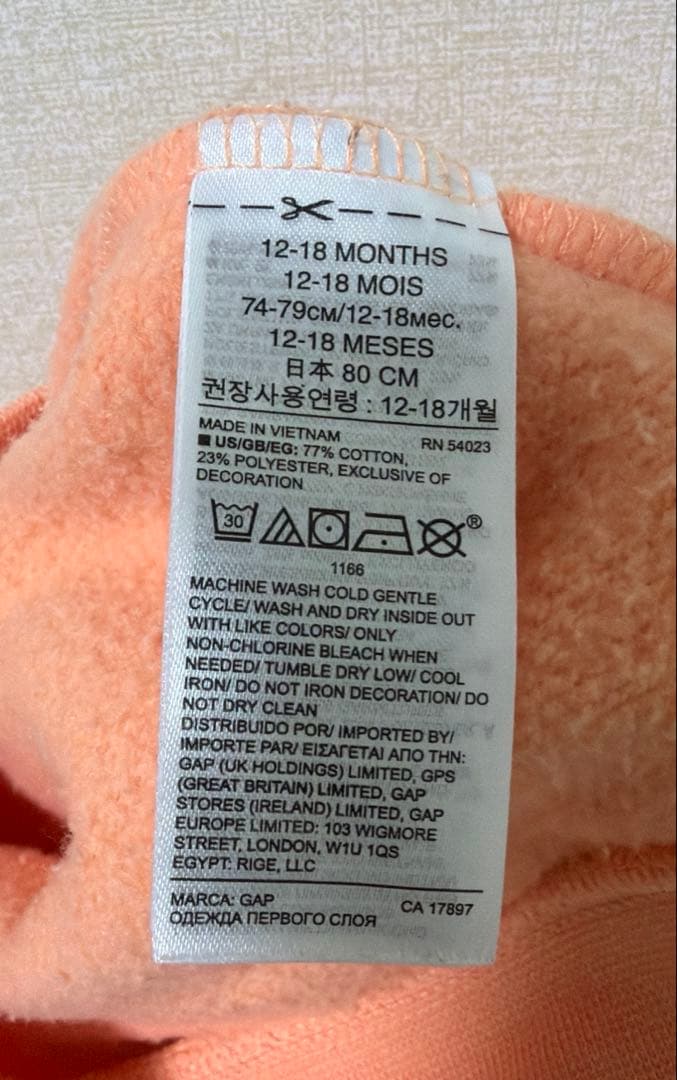 12-18 MONTHS
12-18 MOIS
74-79см/12-18мес.
12-18 MESES
日本 80 CM
권장사용연령 : 12-18개월
MADE IN VIETNAM RN 54023
■ US/GB/EG: 77% COTTON,
23% POLYESTER, EXCLUSIVE OF
DECORATION
30 ®
1166
MACHINE WASH COLD GENTLE
CYCLE/ WASH AND DRY INSIDE OUT
WITH LIKE COLORS/ ONLY
NON-CHLORINE BLEACH WHEN
NEEDED/ TUMBLE DRY LOW/ COOL
IRON/ DO NOT IRON DECORATION/ DO
NOT DRY CLEAN
DISTRIBUIDO POR/ IMPORTED BY/
IMPORTE PAR/ ΕΙΣΑΓΕΤΑΙ ΑΠΟ ΤΗΝ:
GAP (UK HOLDINGS) LIMITED, GPS
(GREAT BRITAIN) LIMITED, GAP
STORES (IRELAND) LIMITED, GAP
EUROPE LIMITED: 103 WIGMORE
STREET, LONDON, W1U 1QS
EGYPT: RIGE, LLC
MARCA: GAP CA 17897
ОДЕЖДА ПЕРВОГО СЛОЯ